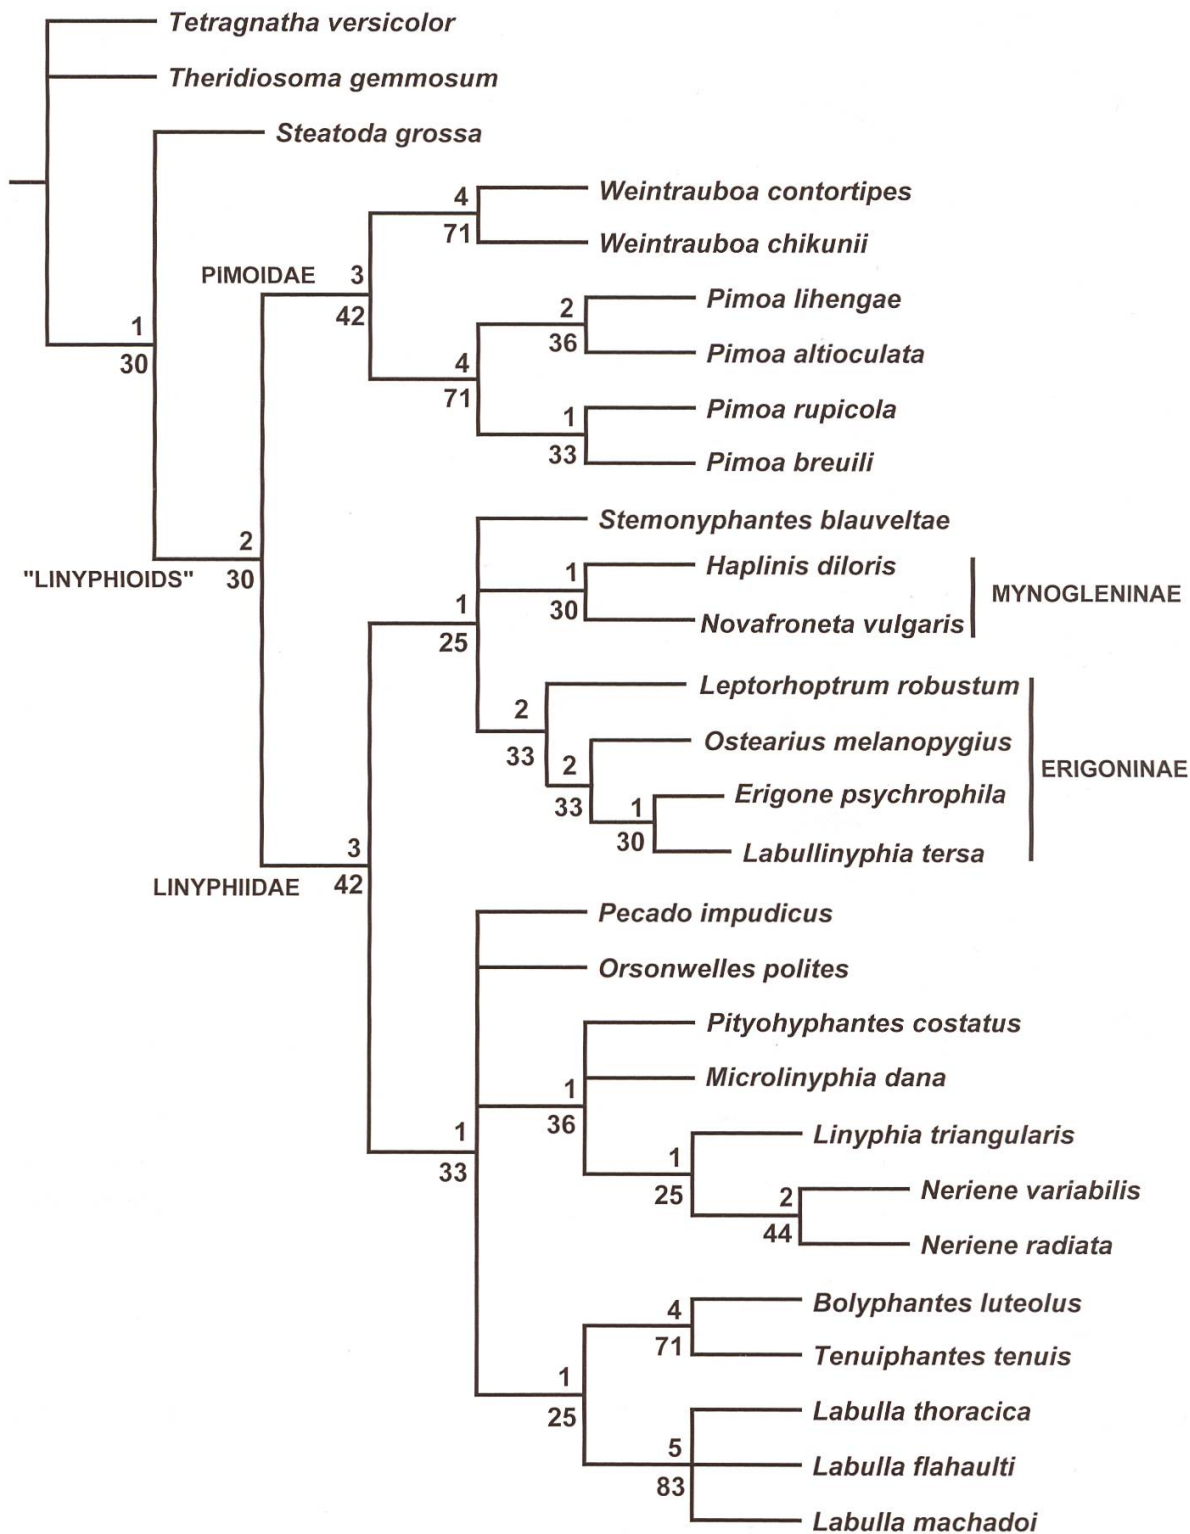 Tetragnatha versicolor
Theridiosoma gemmosum
Steatoda grossa
4 Weintrauboa contortipes
71 Weintrauboa chikunii
PIMOIDAE 3
42
2 Pimoa lihengae
36 Pimoa altioculata
1
30
4
71
1 Pimoa rupicola
33 Pimoa breuili
Stemonyphantes blauveltae
"LINYPHIOIDS" 2
30
1 Haplinis diloris
30 Novafroneta vulgaris
MYNOGLENINAE
1
25
Leptorhoptrum robustum
2
33
Ostearius melanopygius
2
33
ERIGONINAE
1 Erigone psychrophila
30 Labullinyphia tersa
3
LINYPHIIDAE 42
Pecado impudicus
Orsonwelles polites
Pityohyphantes costatus
Microlinyphia dana
1
36
1
33
Linyphia triangularis
1
25
2 Neriene variabilis
44 Neriene radiata
4 Bolyphantes luteolus
71 Tenuiphantes tenuis
1
25
Labulla thoracica
5
Labulla flahaulti
83
Labulla machadoi